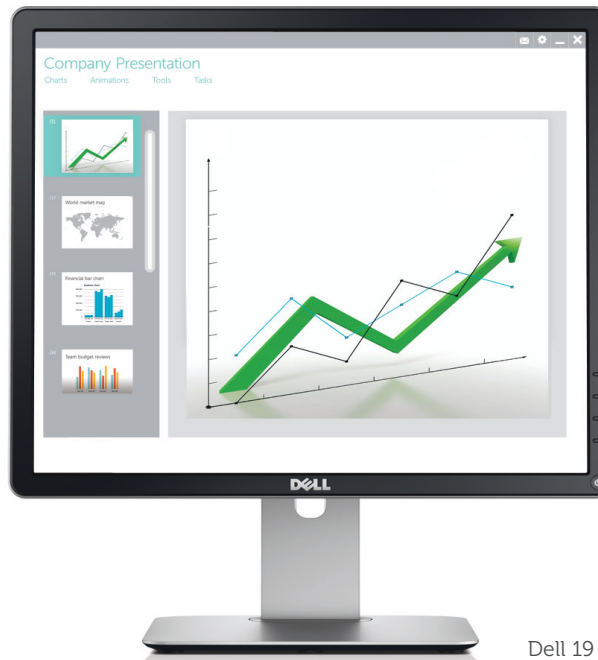 Company Presentation
Charts Animations Tools Tasks
World market map
Financial bar chart
Team budget reviews
DELL
Dell 19